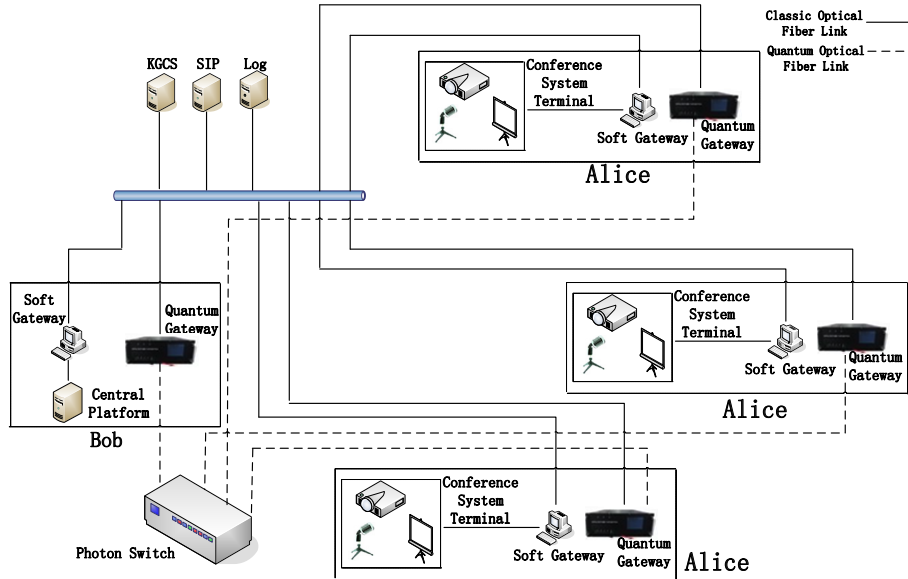 Classic Optical
Fiber Link
Quantum Optical
Fiber Link
KGCS
SIP
Log
Conference
System
Terminal
Soft Gateway
Quantum
Gateway
Alice
Soft
Gateway
Quantum
Gateway
Central
Platform
Bob
Conference
System
Terminal
Soft Gateway
Quantum
Gateway
Alice
Conference
System
Terminal
Soft Gateway
Quantum
Gateway
Alice
Photon Switch